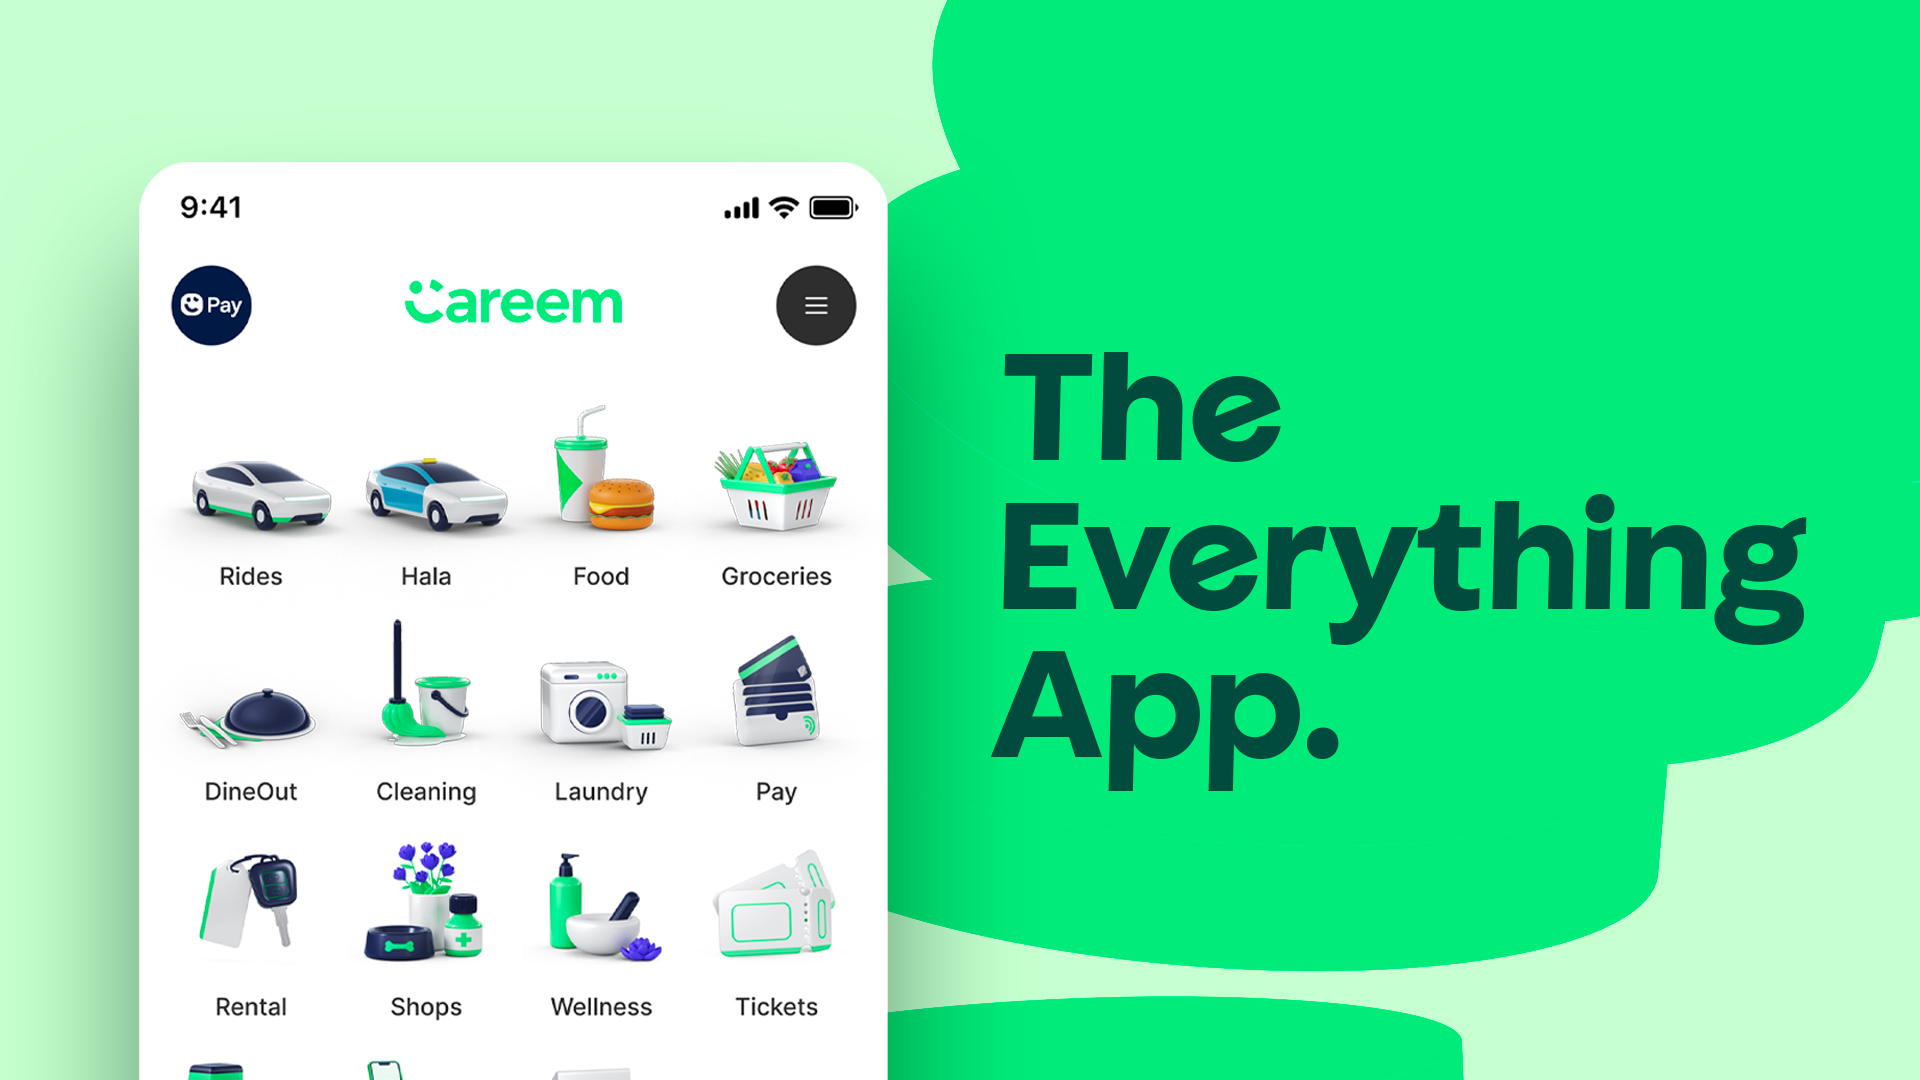 9:41
Pay
Careem
Rides
Hala
Food
Groceries
DineOut
Cleaning
Laundry
Pay
Rental
Shops
Wellness
Tickets
The
Everything
App.